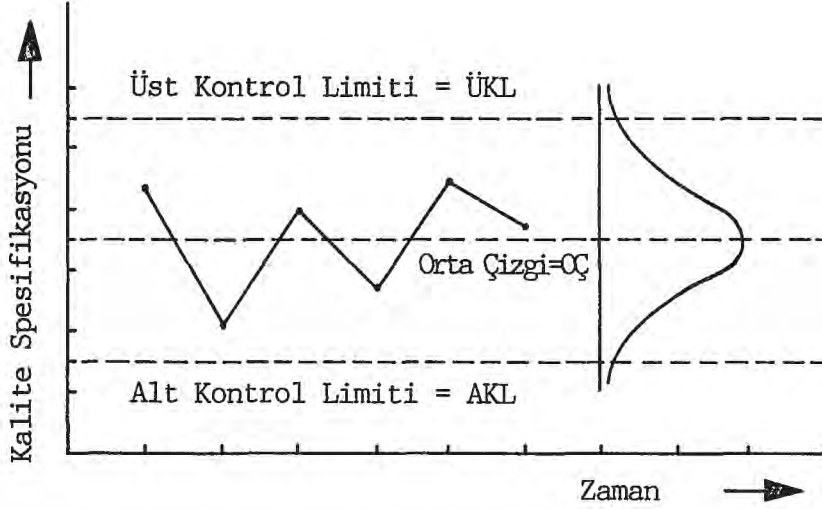 Kalite Spesifikasyonu
Üst Kontrol Limiti = ÜKL
Orta Çizgi=OÇ
Alt Kontrol Limiti = AKL
Zaman